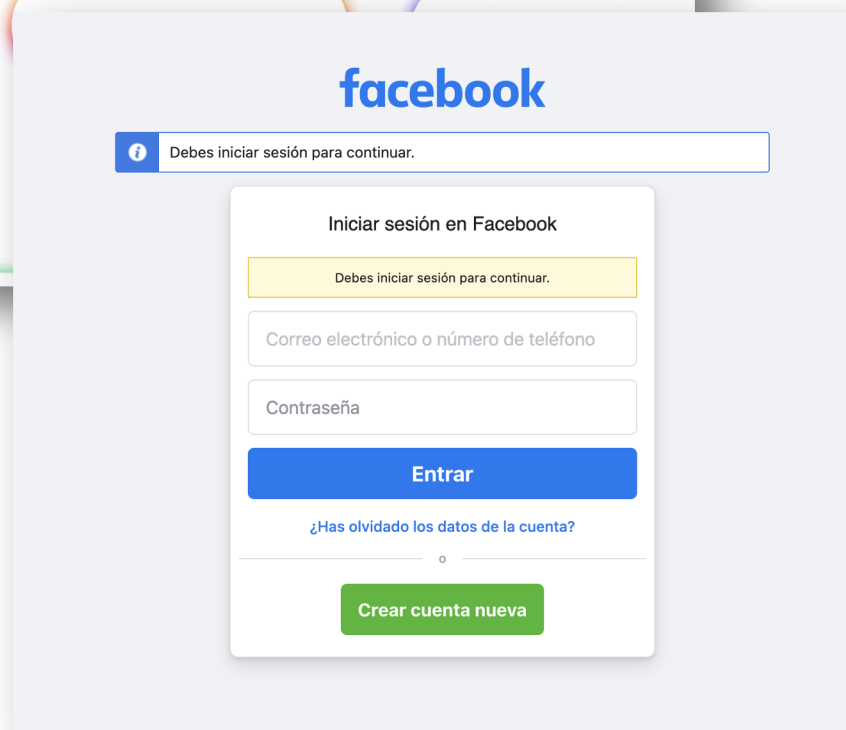 facebook
Debes iniciar sesión para continuar.
Iniciar sesión en Facebook
Debes iniciar sesión para continuar.
Correo electrónico o número de teléfono
Contraseña
Entrar
¿Has olvidado los datos de la cuenta?
o
Crear cuenta nueva